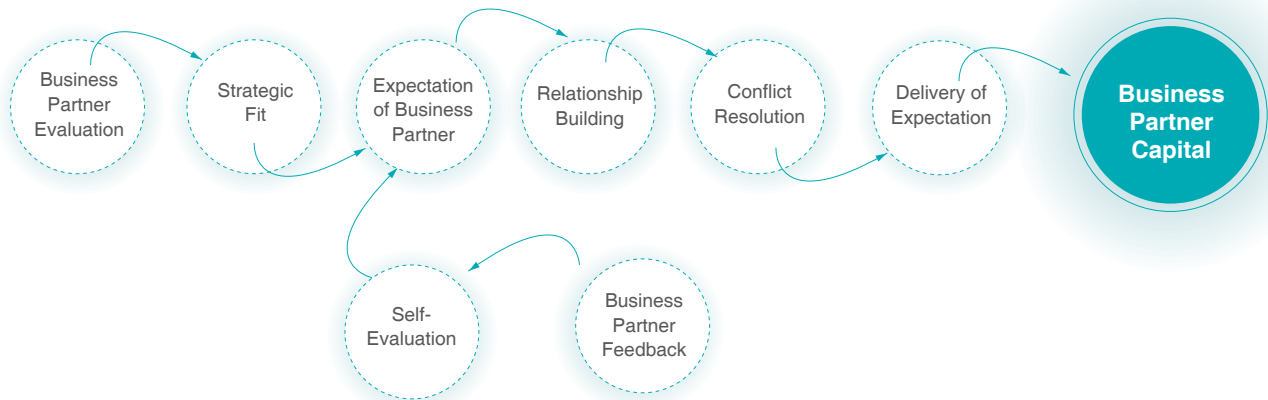 Business
Partner
Evaluation
Strategic
Fit
Expectation
of Business
Partner
Relationship
Building
Conflict
Resolution
Delivery of
Expectation
Business
Partner
Capital
Self-
Evaluation
Business
Partner
Feedback